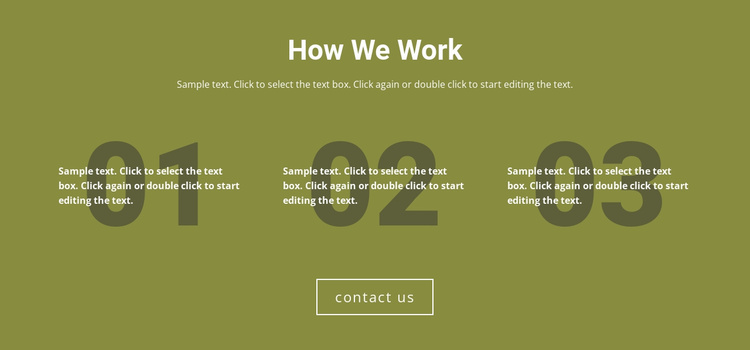 How We Work
Sample text. Click to select the text box. Click again or double click to start editing the text.
01
Sample text. Click to select the text
box. Click again or double click to start
editing the text.
02
Sample text. Click to select the text
box. Click again or double click to start
editing the text.
03
Sample text. Click to select the text
box. Click again or double click to start
editing the text.
contact us